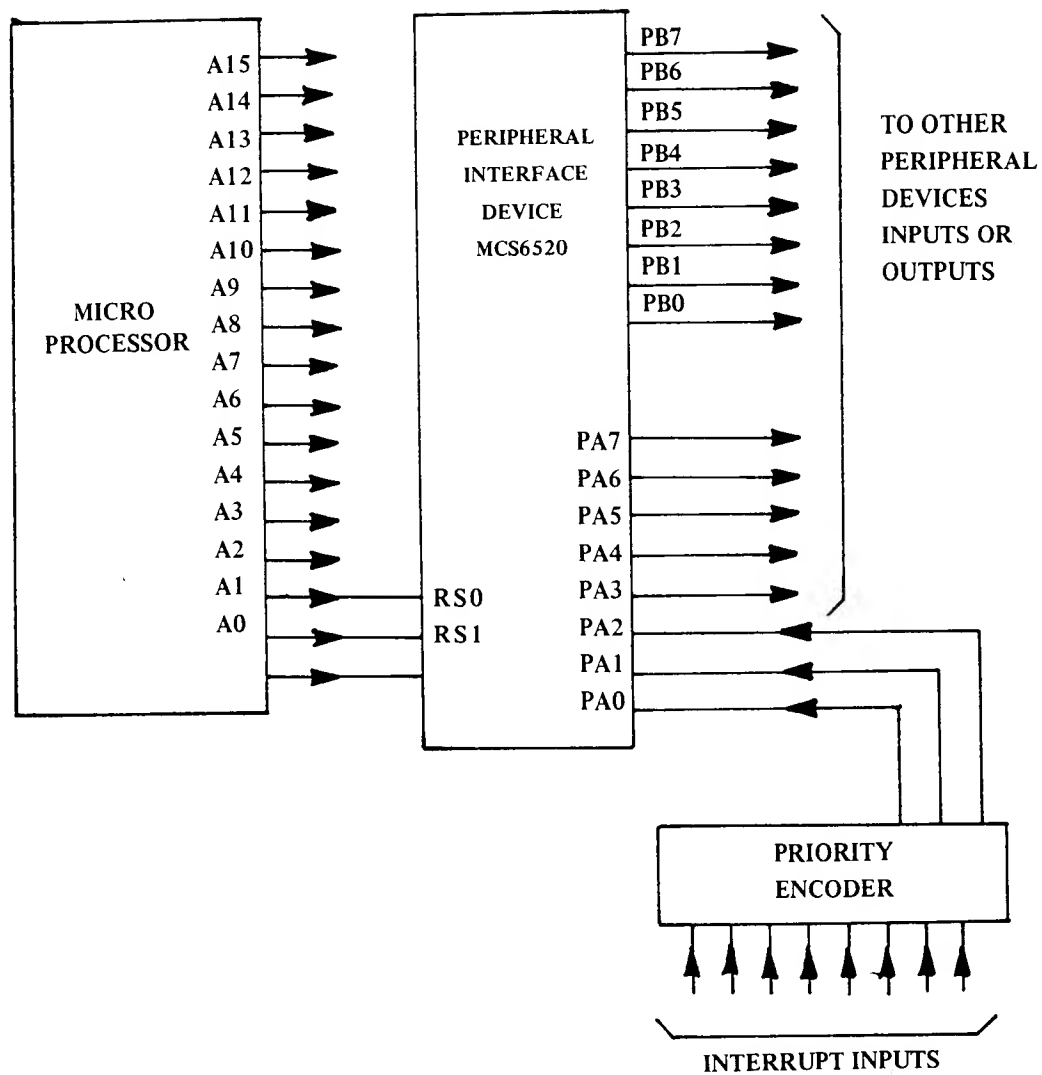 MICRO
PROCESSOR
A15
A14
A13
A12
A11
A10
A9
A8
A7
A6
A5
A4
A3
A2
A1
A0
PERIPHERAL
INTERFACE
DEVICE
MCS6520
RS0
RS1
PB7
PB6
PB5
PB4
PB3
PB2
PB1
PB0
PA7
PA6
PA5
PA4
PA3
PA2
PA1
PA0
TO OTHER
PERIPHERAL
DEVICES
INPUTS OR
OUTPUTS
PRIORITY
ENCODER
INTERRUPT INPUTS